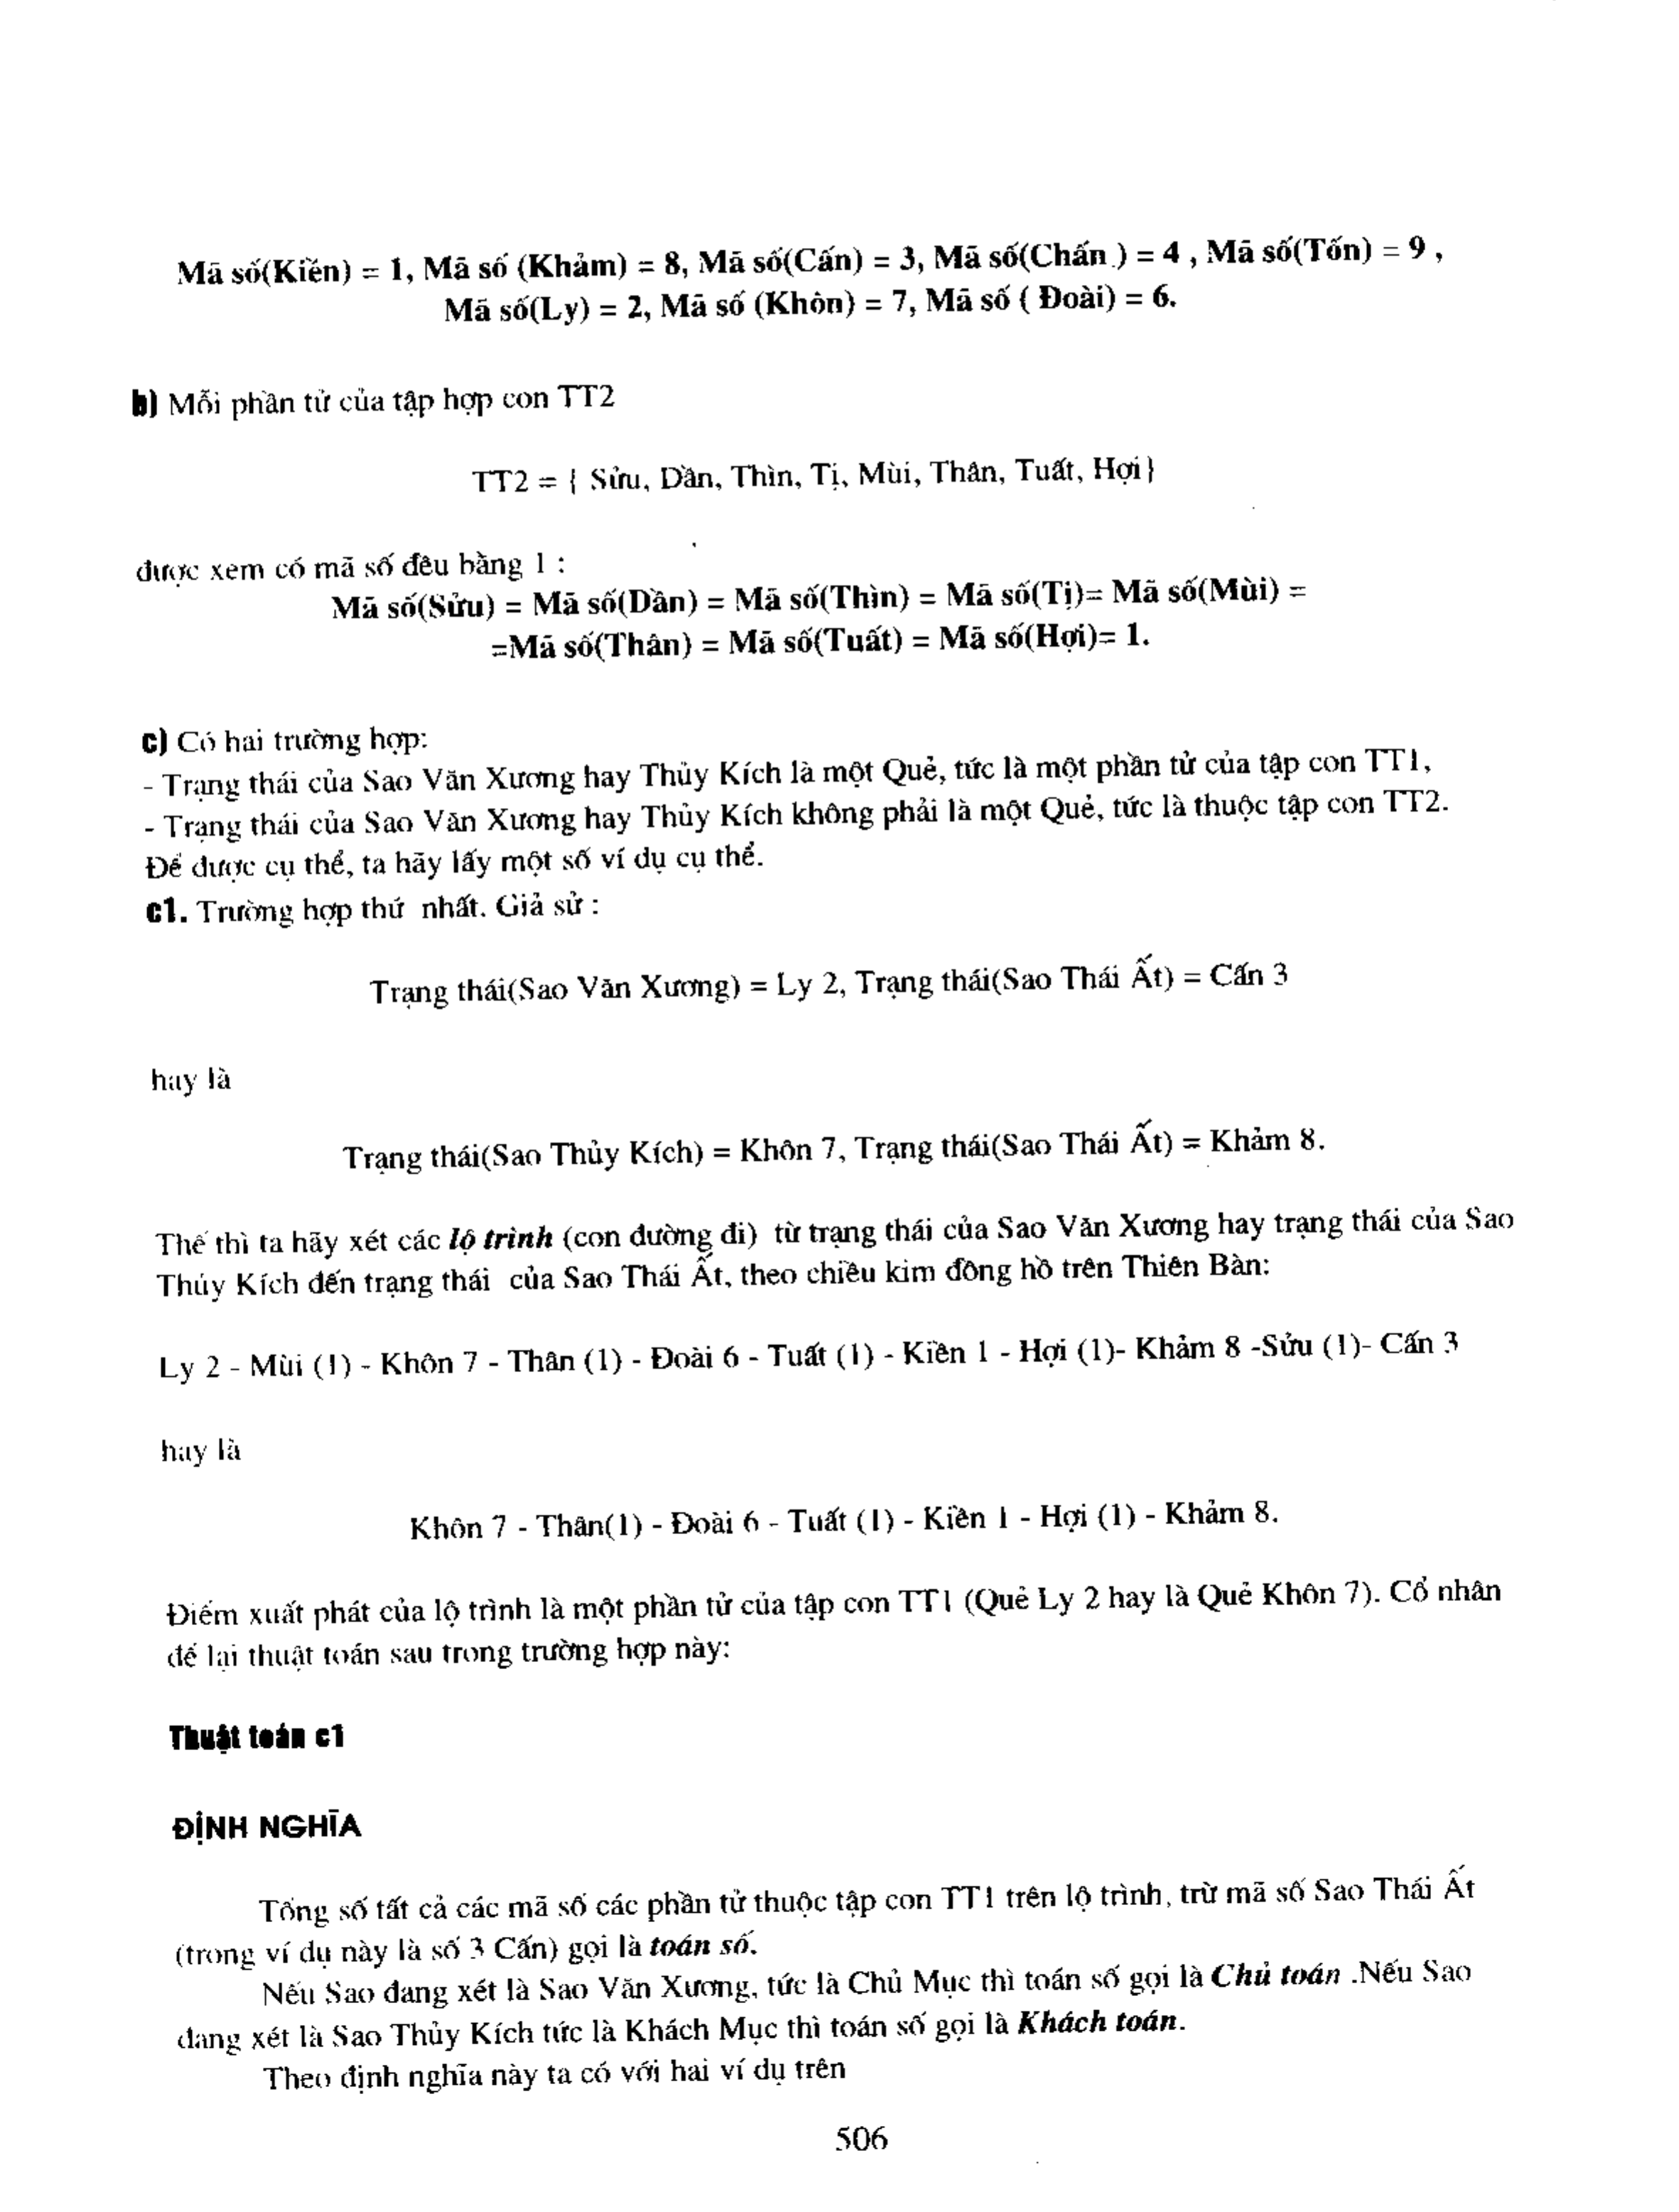 Mã số(Kiền) = 1, Mã số (Khảm) = 8, Mã số(Cấn) = 3, Mã số(Chấn ) = 4 , Mã số(Tốn) = 9 ,
Mã số(Ly) = 2, Mã số (Khôn) = 7, Mã số ( Đoài) = 6.
b) Mỗi phần tử của tập hợp con TT2
TT2 = { Sửu, Dần, Thìn, Tị, Mùi, Thân, Tuất, Hợi}
được xem có mã số đều bằng 1 :
Mã số(Sửu) = Mã số(Dần) = Mã số(Thìn) = Mã số(Tị)= Mã số(Mùi) =
=Mã số(Thân) = Mã số(Tuất) = Mã số(Hợi)= 1.
c) Có hai trường hợp:
- Trạng thái của Sao Văn Xương hay Thủy Kích là một Quẻ, tức là một phần tử của tập con TT1,
- Trạng thái của Sao Văn Xương hay Thủy Kích không phải là một Quẻ, tức là thuộc tập con TT2.
Để được cụ thể, ta hãy lấy một số ví dụ cụ thể.
c1. Trường hợp thứ nhất. Giả sử :
Trạng thái(Sao Văn Xương) = Ly 2, Trạng thái(Sao Thái Ất) = Cấn 3
hay là
Trạng thái(Sao Thủy Kích) = Khôn 7, Trạng thái(Sao Thái Ất) = Khảm 8.
Thế thì ta hãy xét các lộ trình (con đường đi) từ trạng thái của Sao Văn Xương hay trạng thái của Sao
Thủy Kích đến trạng thái của Sao Thái Ất, theo chiều kim đồng hồ trên Thiên Bàn:
Ly 2 - Mùi (1) - Khôn 7 - Thân (1) - Đoài 6 - Tuất (1) - Kiền 1 - Hợi (1)- Khảm 8 -Sửu (1)- Cấn 3
hay là
Khôn 7 - Thân(1) - Đoài 6 - Tuất (1) - Kiền 1 - Hợi (1) - Khảm 8.
Điểm xuất phát của lộ trình là một phần tử của tập con TT1 (Quẻ Ly 2 hay là Quẻ Khôn 7). Cổ nhân
để lại thuật toán sau trong trường hợp này:
Thuật toán c1
ĐỊNH NGHĨA
Tổng số tất cả các mã số các phần tử thuộc tập con TT1 trên lộ trình, trừ mã số Sao Thái Ất
(trong ví dụ này là số 3 Cấn) gọi là toán số.
Nếu Sao đang xét là Sao Văn Xương, tức là Chủ Mục thì toán số gọi là Chủ toán .Nếu Sao
đang xét là Sao Thủy Kích tức là Khách Mục thì toán số gọi là Khách toán.
Theo định nghĩa này ta có với hai ví dụ trên
506